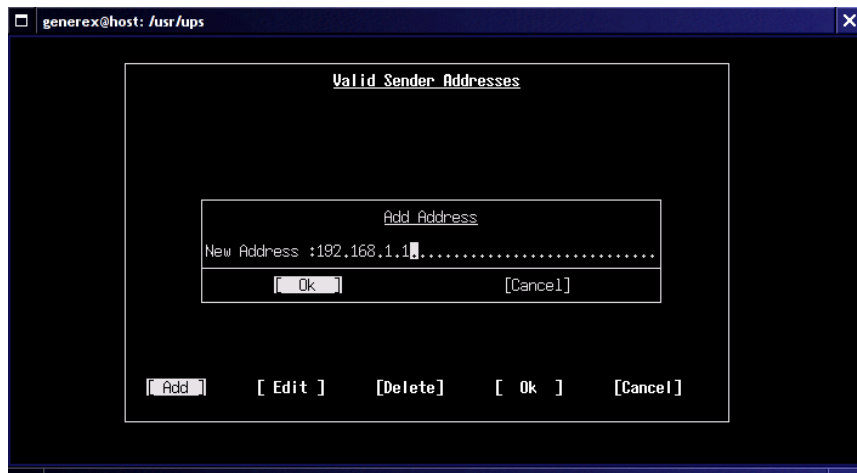 generex@host: /usr/ups
Valid Sender Addresses
Add Address
New Address :192.168.1.1............................
[ Ok ] [Cancel]
[ Add ] [ Edit ] [Delete] [ Ok ] [Cancel]